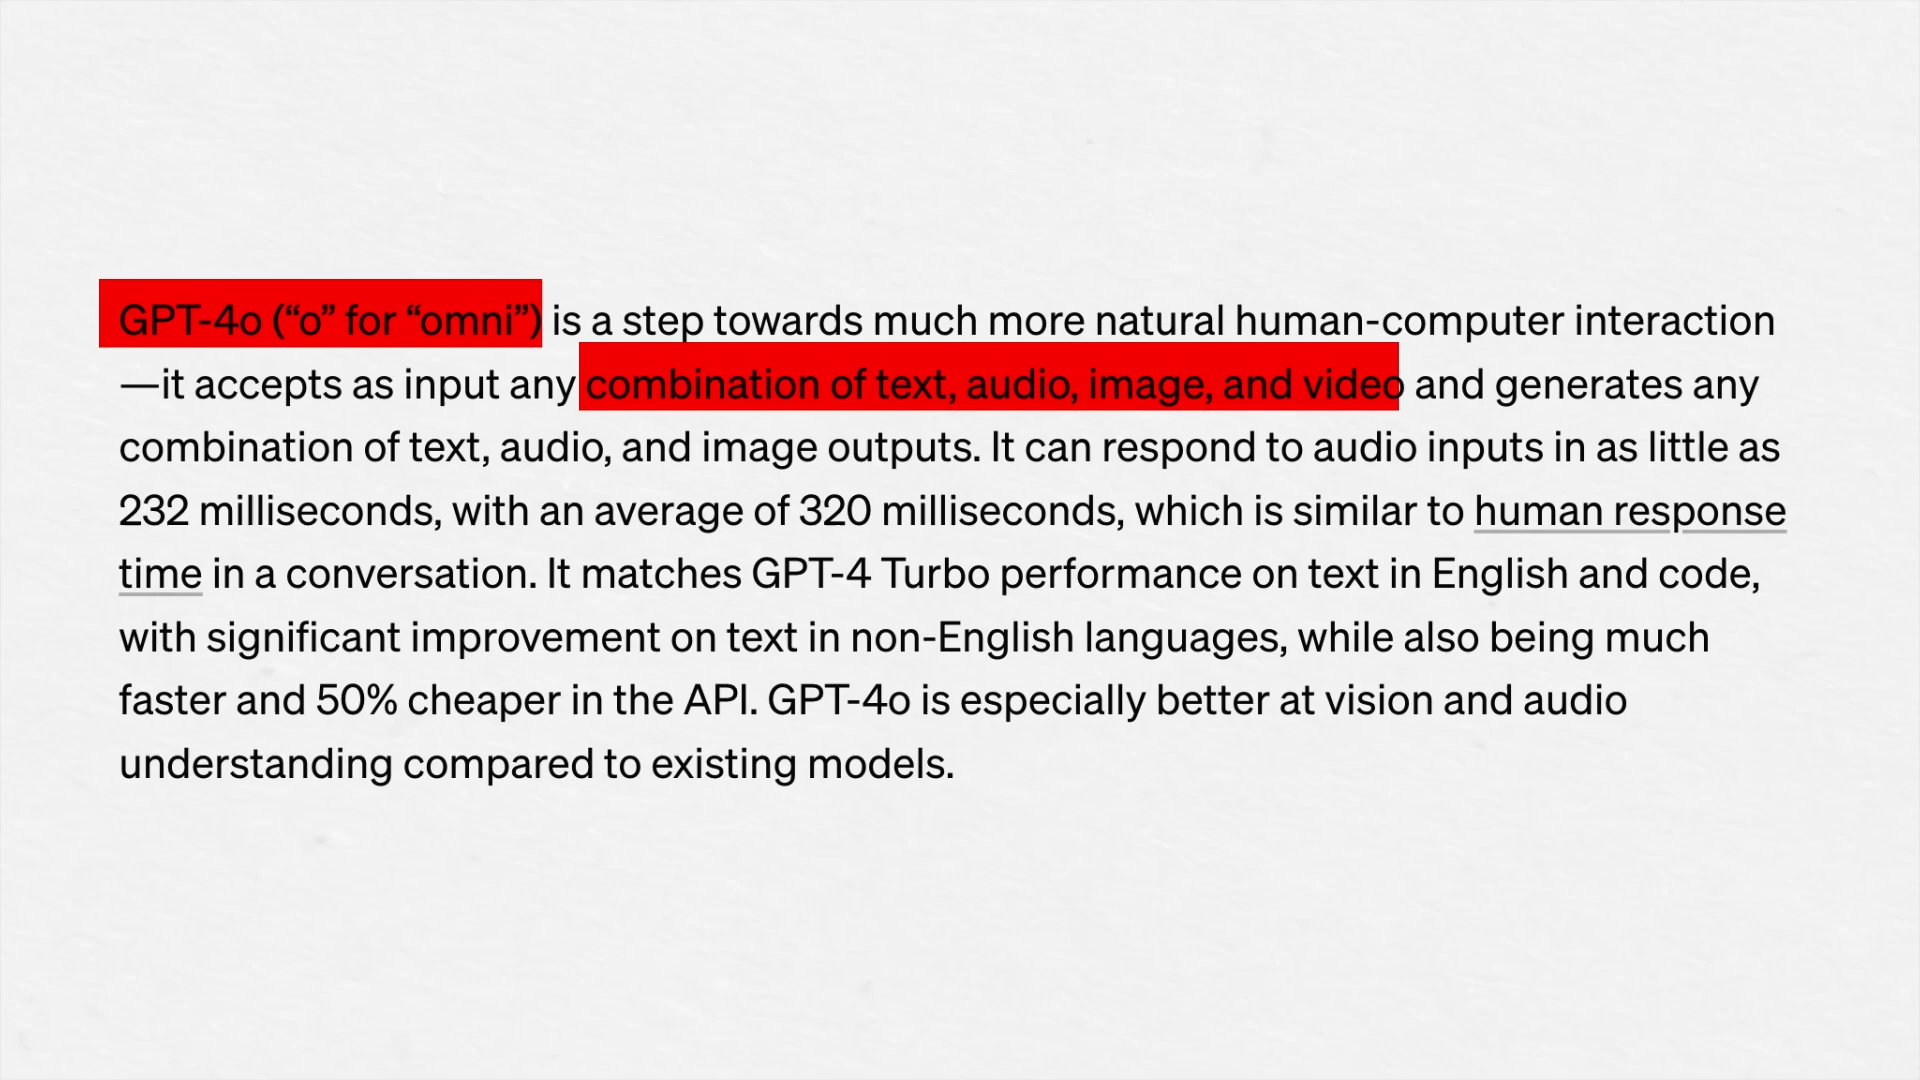 GPT-4o (“o” for “omni”) is a step towards much more natural human-computer interaction
—it accepts as input any combination of text, audio, image, and video and generates any
combination of text, audio, and image outputs. It can respond to audio inputs in as little as
232 milliseconds, with an average of 320 milliseconds, which is similar to human response
time in a conversation. It matches GPT-4 Turbo performance on text in English and code,
with significant improvement on text in non-English languages, while also being much
faster and 50% cheaper in the API. GPT-4o is especially better at vision and audio
understanding compared to existing models.